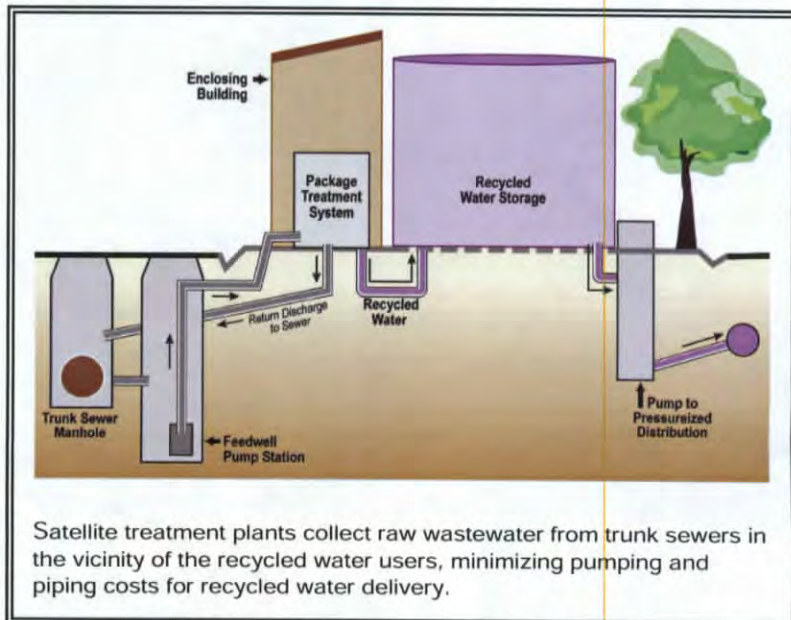 Enclosing
Building
Package
Treatment
System
Recycled
Water Storage
Return Discharge
to Sewer
Recycled
Water
Trunk Sewer
Manhole
Feedwell
Pump Station
Pump to
Pressureized
Distribution
Satellite treatment plants collect raw wastewater from trunk sewers in
the vicinity of the recycled water users, minimizing pumping and
piping costs for recycled water delivery.